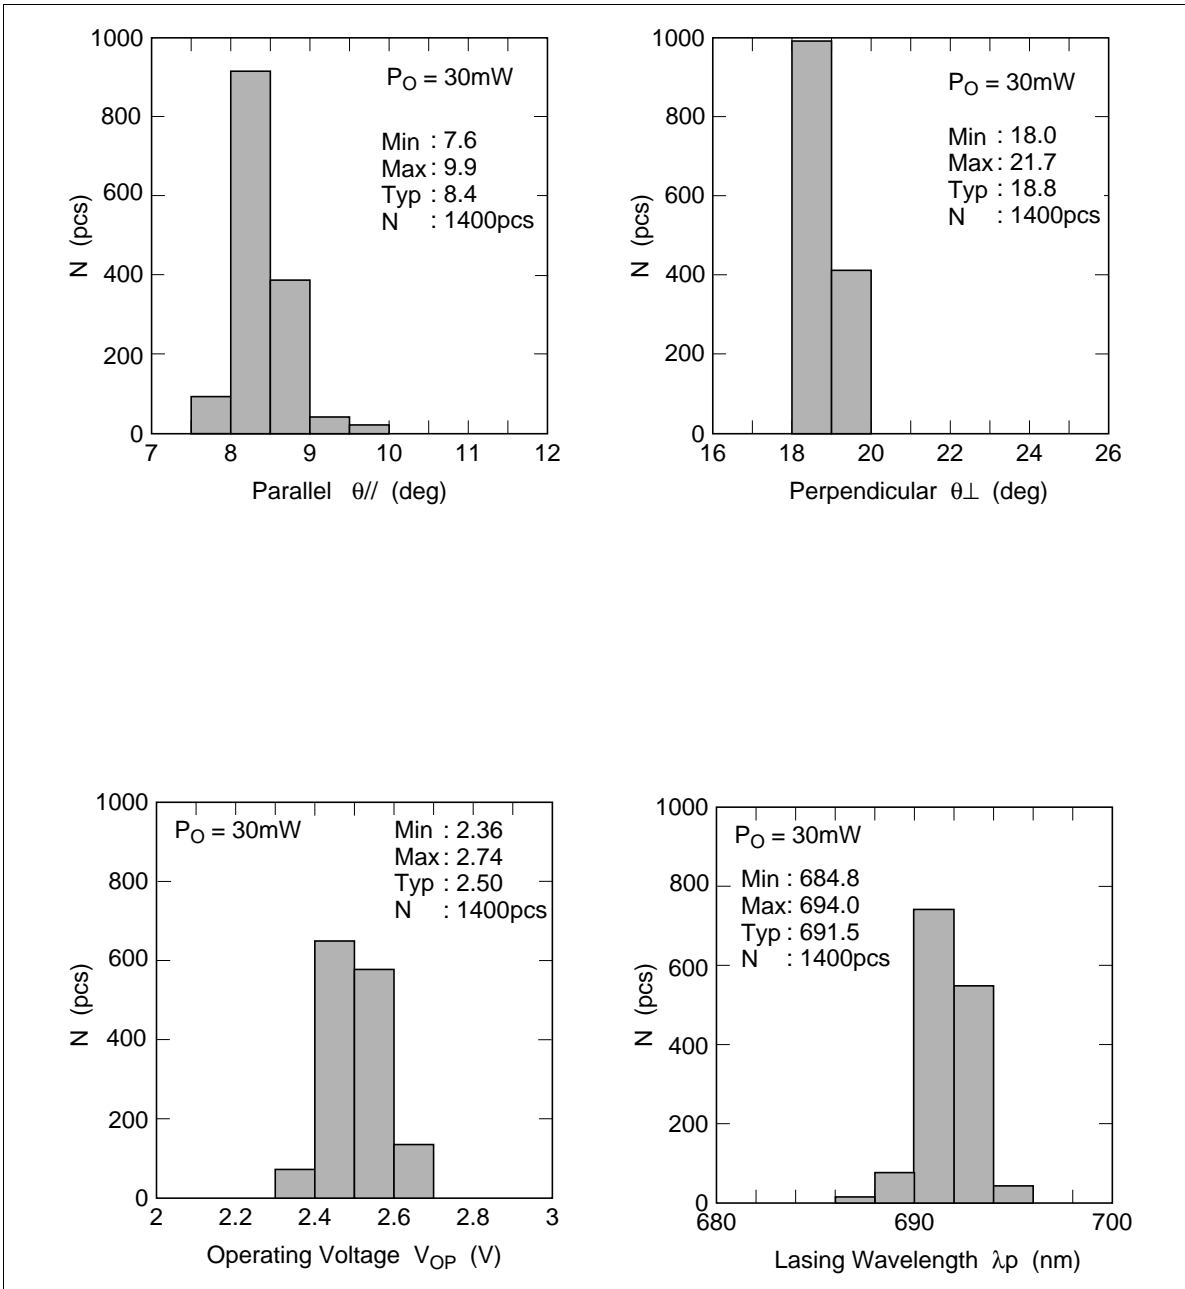 1000
800
600
400
200
0
N (pcs)
P_O = 30mW
Min : 7.6
Max : 9.9
Typ : 8.4
N : 1400pcs
7 8 9 10 11 12
Parallel θ// (deg)
1000
800
600
400
200
0
N (pcs)
P_O = 30mW
Min : 18.0
Max : 21.7
Typ : 18.8
N : 1400pcs
16 18 20 22 24 26
Perpendicular θ⊥ (deg)
1000
800
600
400
200
0
N (pcs)
P_O = 30mW
Min : 2.36
Max : 2.74
Typ : 2.50
N : 1400pcs
2 2.2 2.4 2.6 2.8 3
Operating Voltage V_OP (V)
1000
800
600
400
200
0
N (pcs)
P_O = 30mW
Min : 684.8
Max: 694.0
Typ : 691.5
N : 1400pcs
680 690 700
Lasing Wavelength λp (nm)